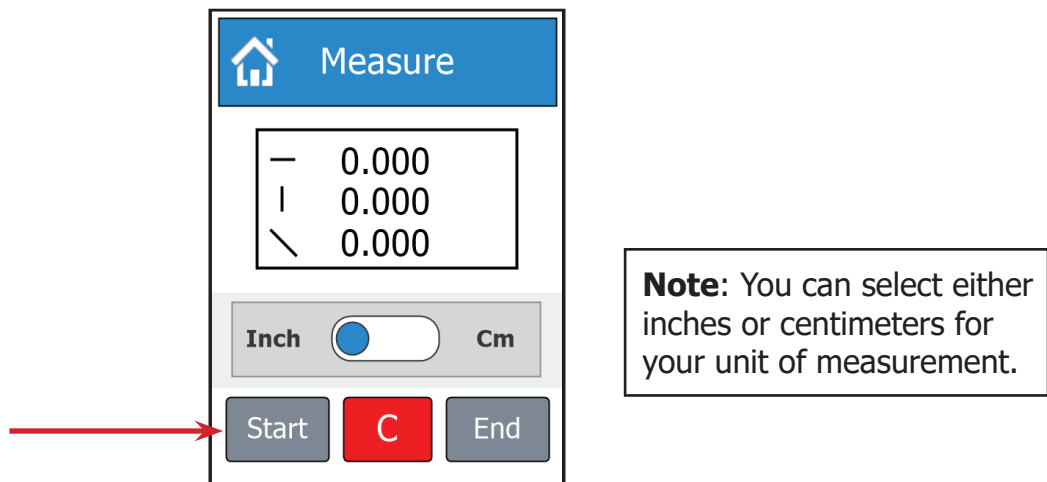 Measure
0.000
0.000
0.000
Inch Cm
Start C End
Note: You can select either
inches or centimeters for
your unit of measurement.